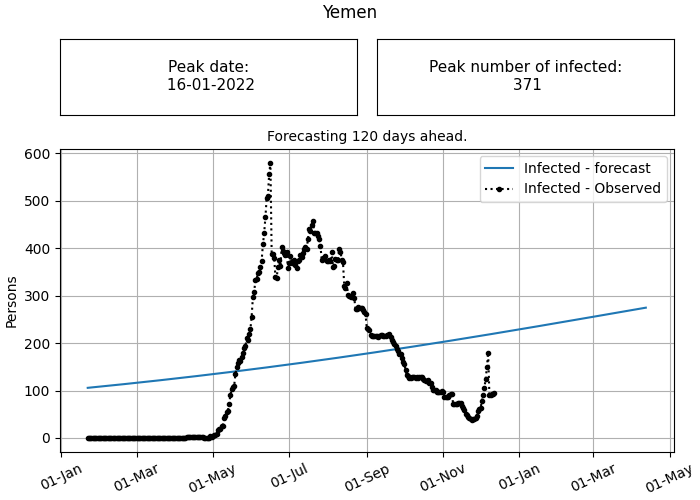 Yemen
Peak date:
16-01-2022
Peak number of infected:
371
Forecasting 120 days ahead.
Infected - forecast
Infected - Observed
600
500
400
300
200
100
0
Persons
01-Jan
01-Mar
01-May
01-Jul
01-Sep
01-Nov
01-Jan
01-Mar
01-May